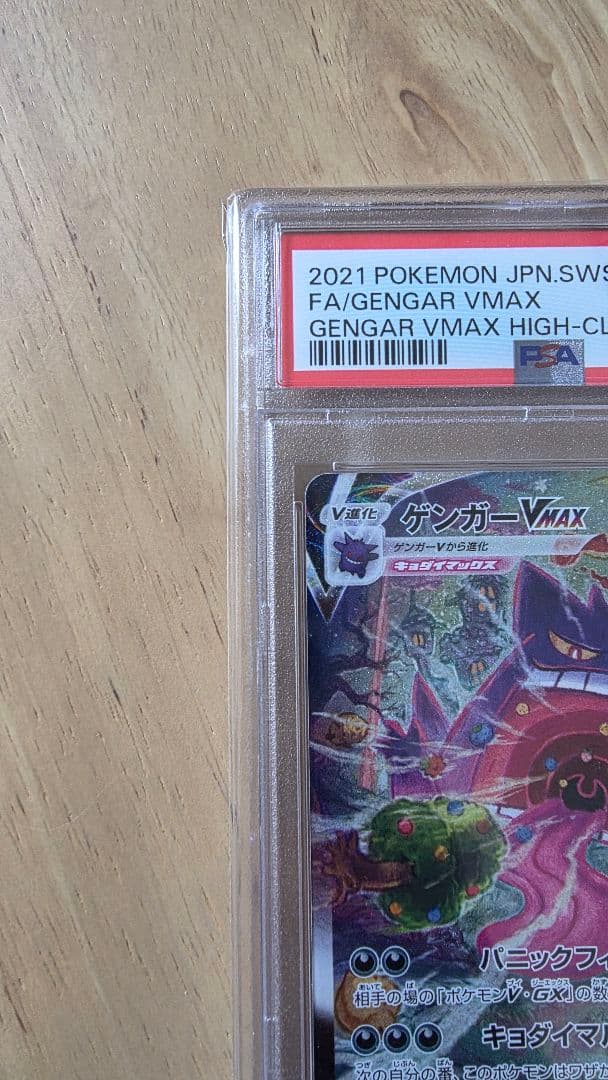 2021 POKEMON JPN.SWS
FA/GENGAR VMAX
GENGAR VMAX HIGH-CL
PSA
V進化
ゲンガーVMAX
ゲンガーVから進化
キョダイマックス
パニックフィ
相手の場の「ポケモンV・GX」の数
キョダイマル
次の自分の番、このポケモンはワザが